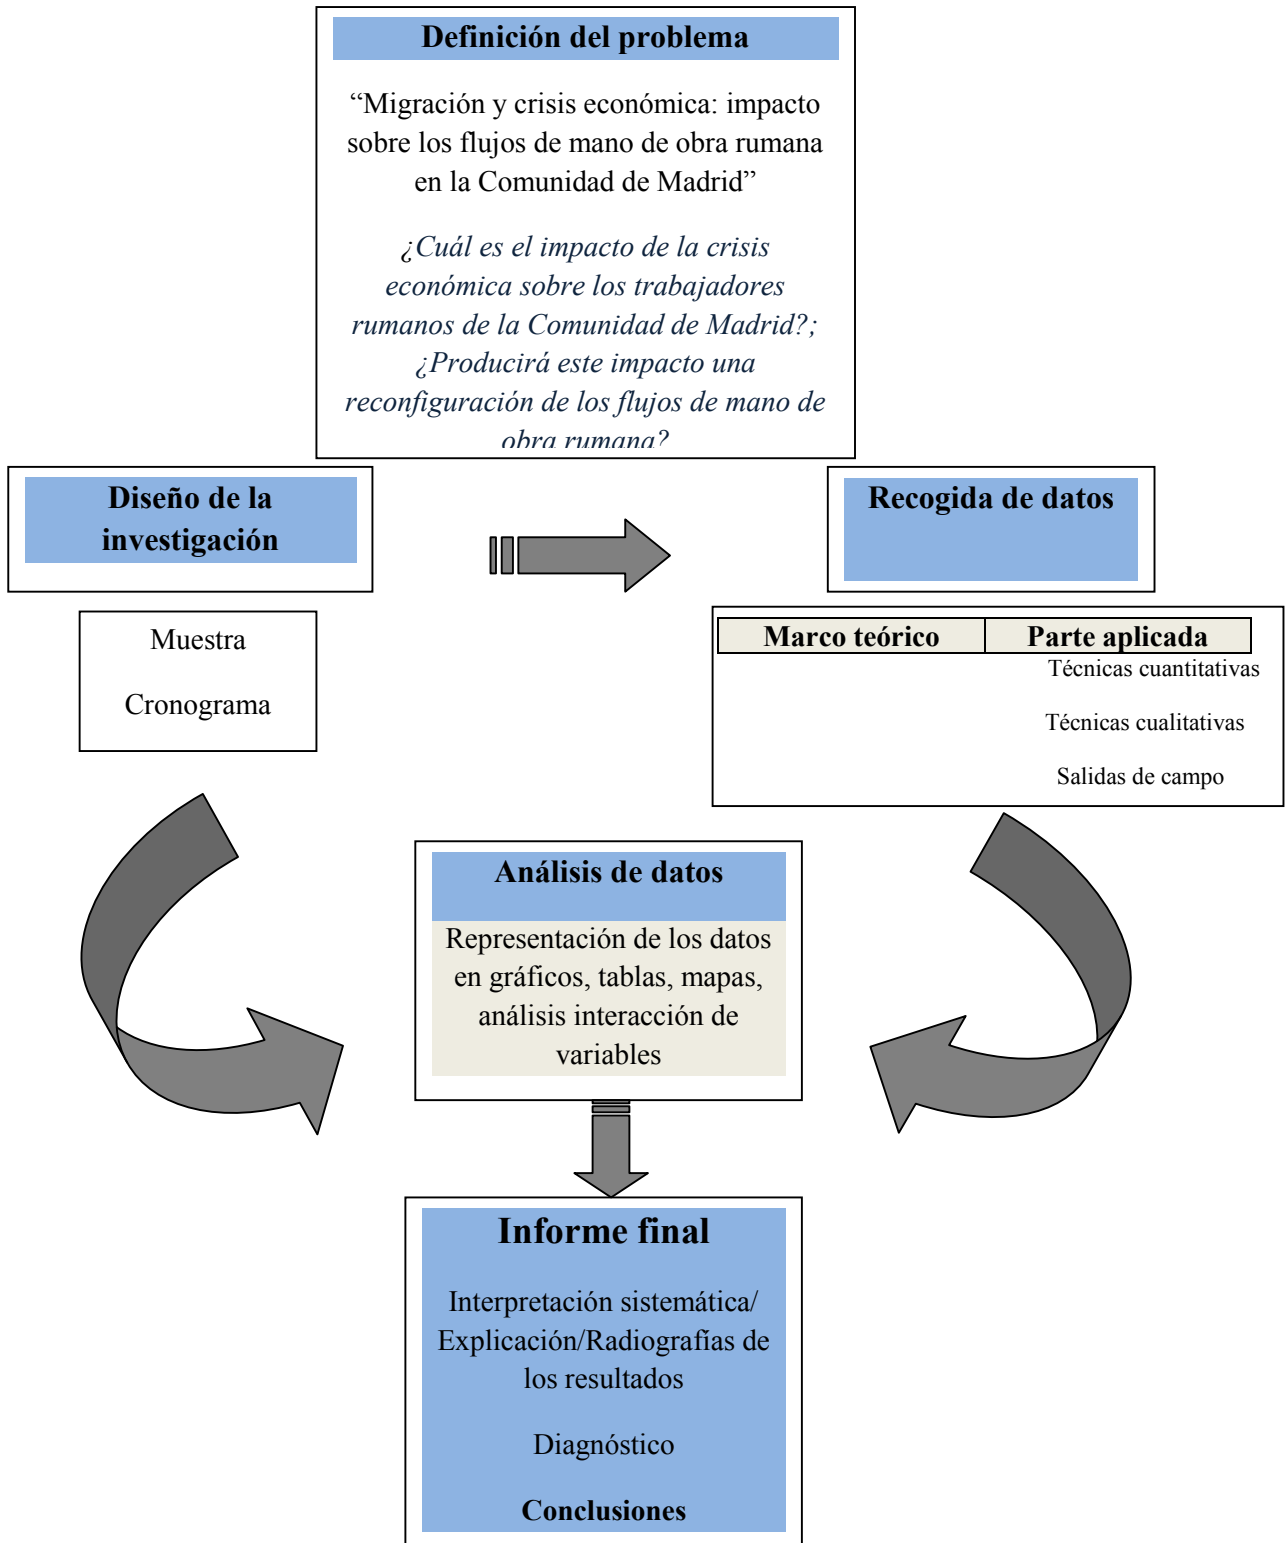 Definición del problema
“Migración y crisis económica: impacto
sobre los flujos de mano de obra rumana
en la Comunidad de Madrid”
¿Cuál es el impacto de la crisis
económica sobre los trabajadores
rumanos de la Comunidad de Madrid?;
¿Producirá este impacto una
reconfiguración de los flujos de mano de
obra rumana?
Diseño de la
investigación
Recogida de datos
Muestra
Cronograma
Marco teórico Parte aplicada
Técnicas cuantitativas
Técnicas cualitativas
Salidas de campo
Análisis de datos
Representación de los datos
en gráficos, tablas, mapas,
análisis interacción de
variables
Informe final
Interpretación sistemática/
Explicación/Radiografías de
los resultados
Diagnóstico
Conclusiones